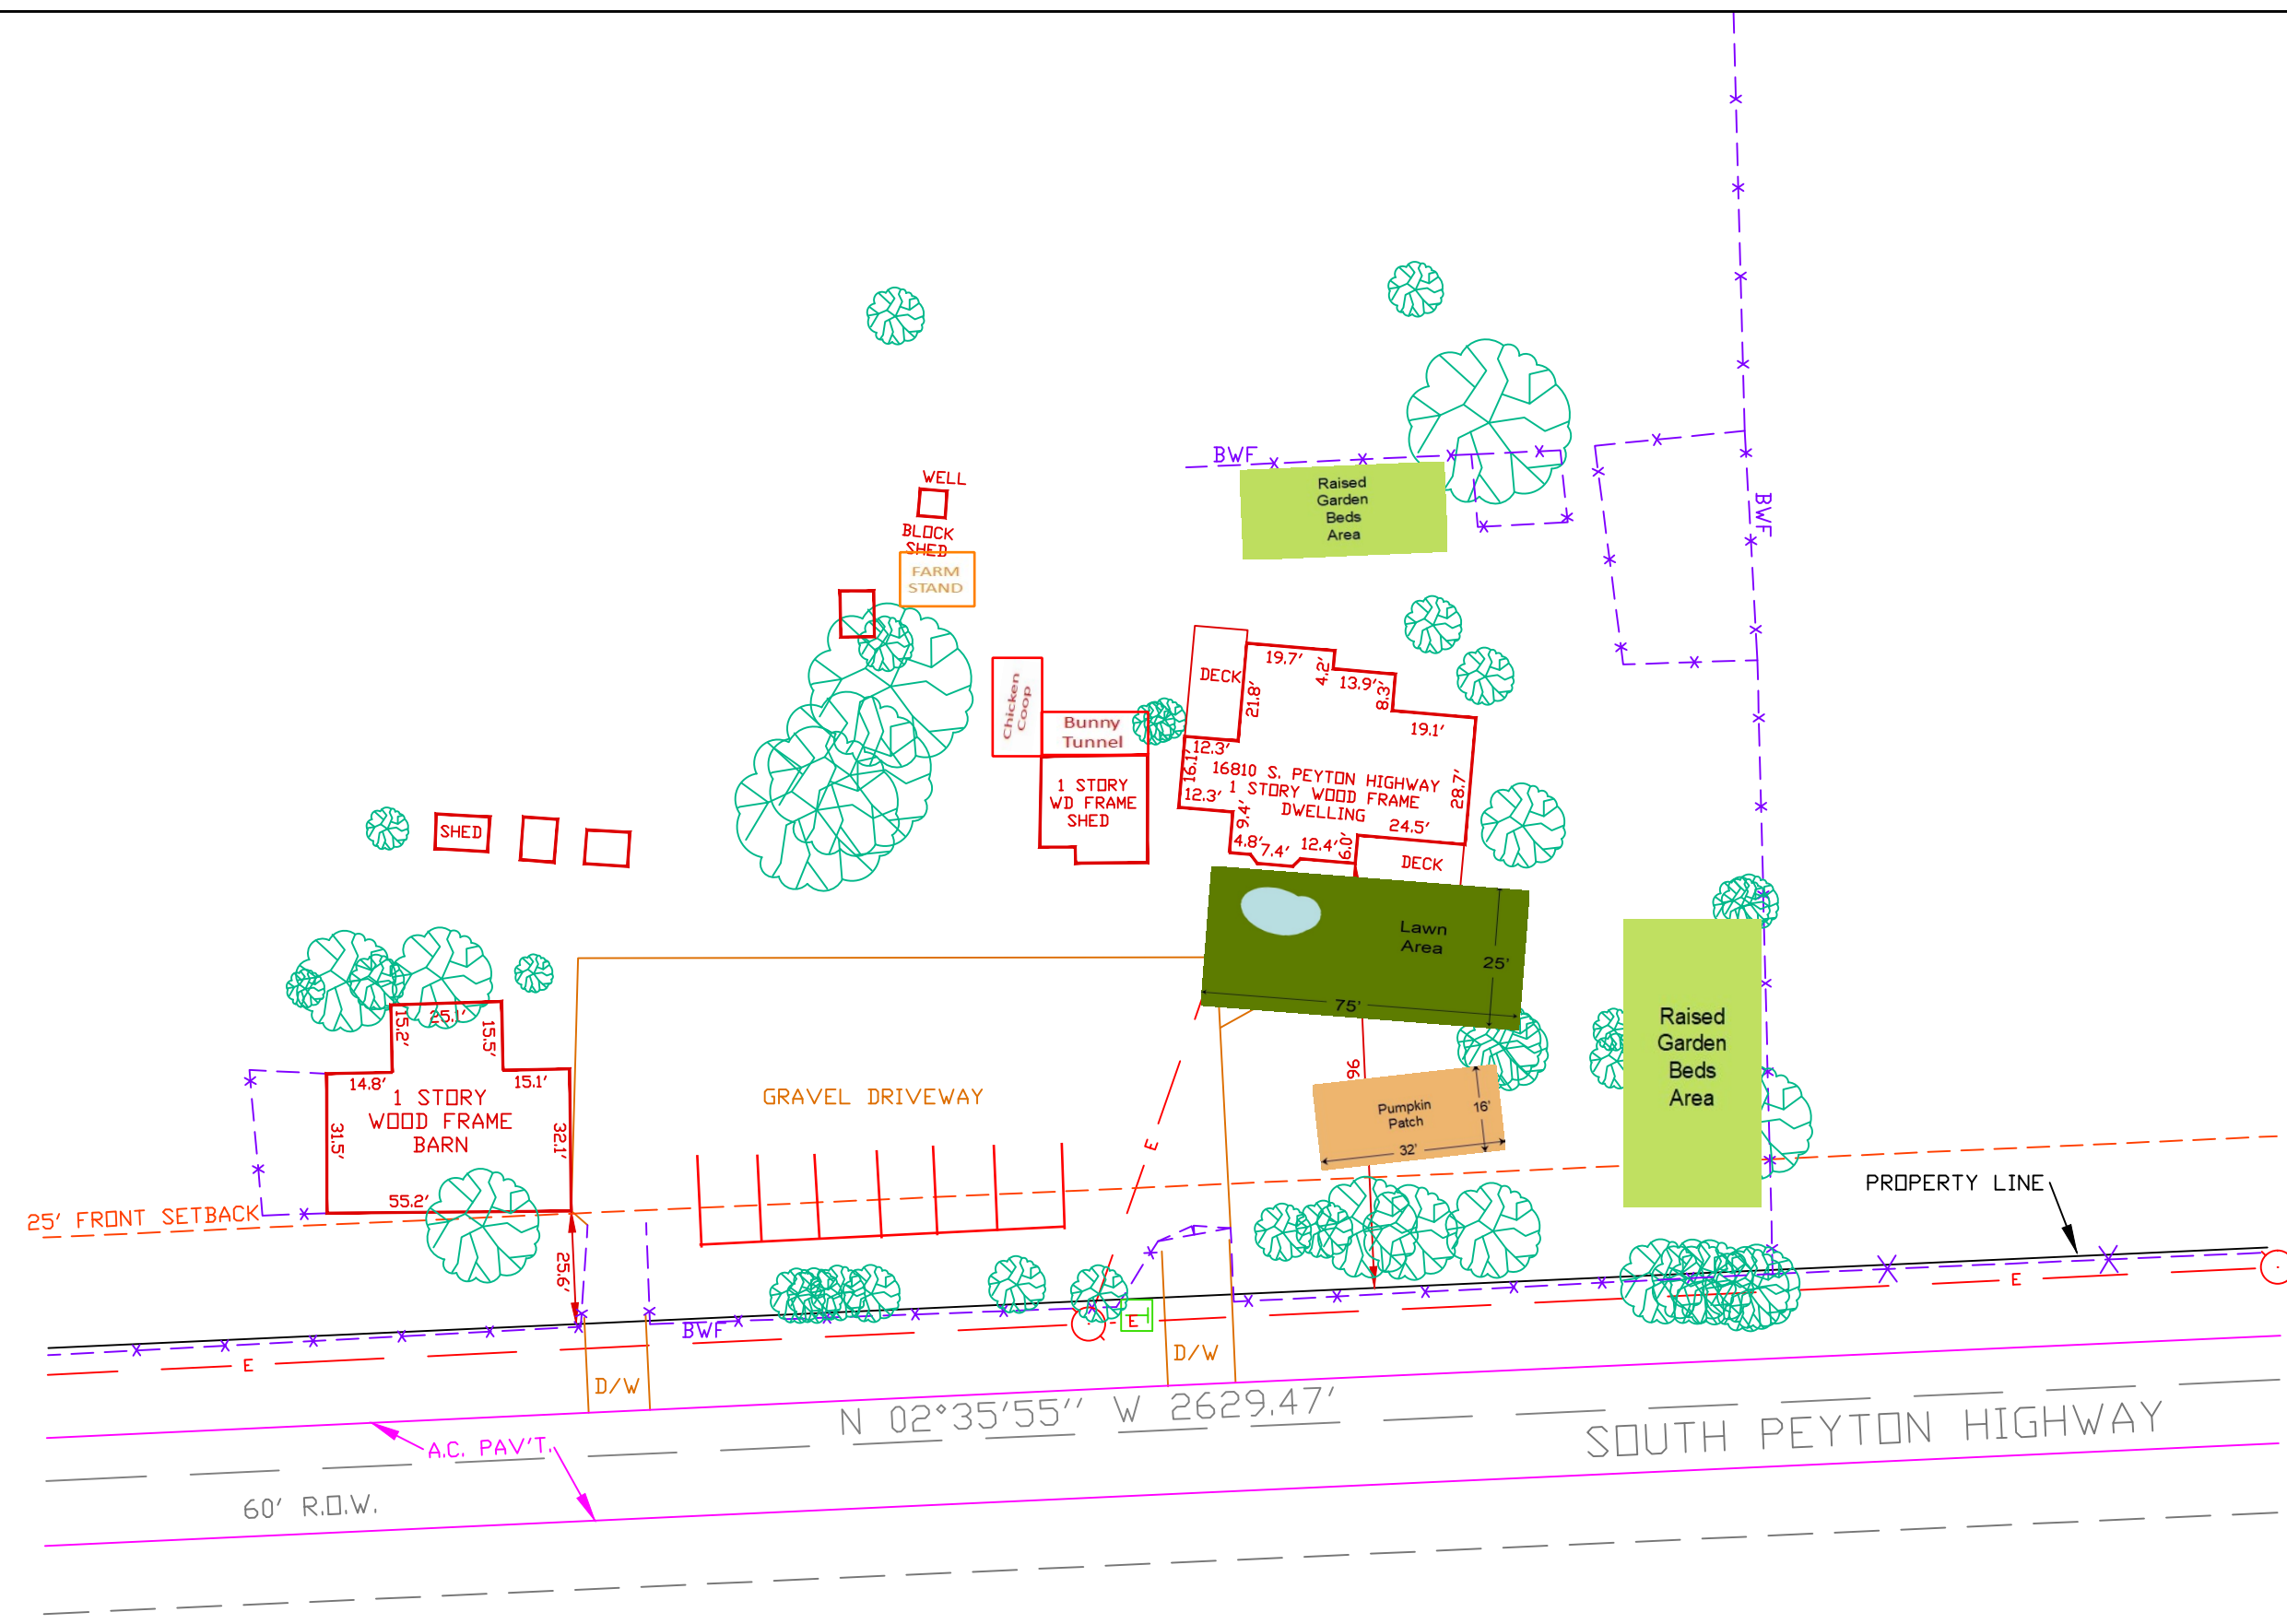 BWF
Raised
Garden
Beds
Area
BWF
WELL
BLOCK
SHED
FARM
STAND
Chicken
Coop
Bunny
Tunnel
1 STORY
WD FRAME
SHED
DECK
19.7'
4.2'
13.9'
8.3'
21.8'
19.1'
12.3'
16.1'
12.3'
16810 S. PEYTON HIGHWAY
1 STORY WOOD FRAME
DWELLING
28.7'
9.4'
4.8'
7.4'
12.4'
6.0'
24.5'
DECK
SHED
Lawn
Area
25'
75'
15.2'
25.1'
15.5'
14.8'
15.1'
1 STORY
WOOD FRAME
BARN
31.5'
32.1'
55.2'
GRAVEL DRIVEWAY
E
96
Pumpkin
Patch
16'
32'
Raised
Garden
Beds
Area
PROPERTY LINE
25' FRONT SETBACK
25.6'
BWF
E
T
E
E
D/W
D/W
N 02°35'55" W 2629.47'
SOUTH PEYTON HIGHWAY
A.C. PAV'T.
60' R.O.W.